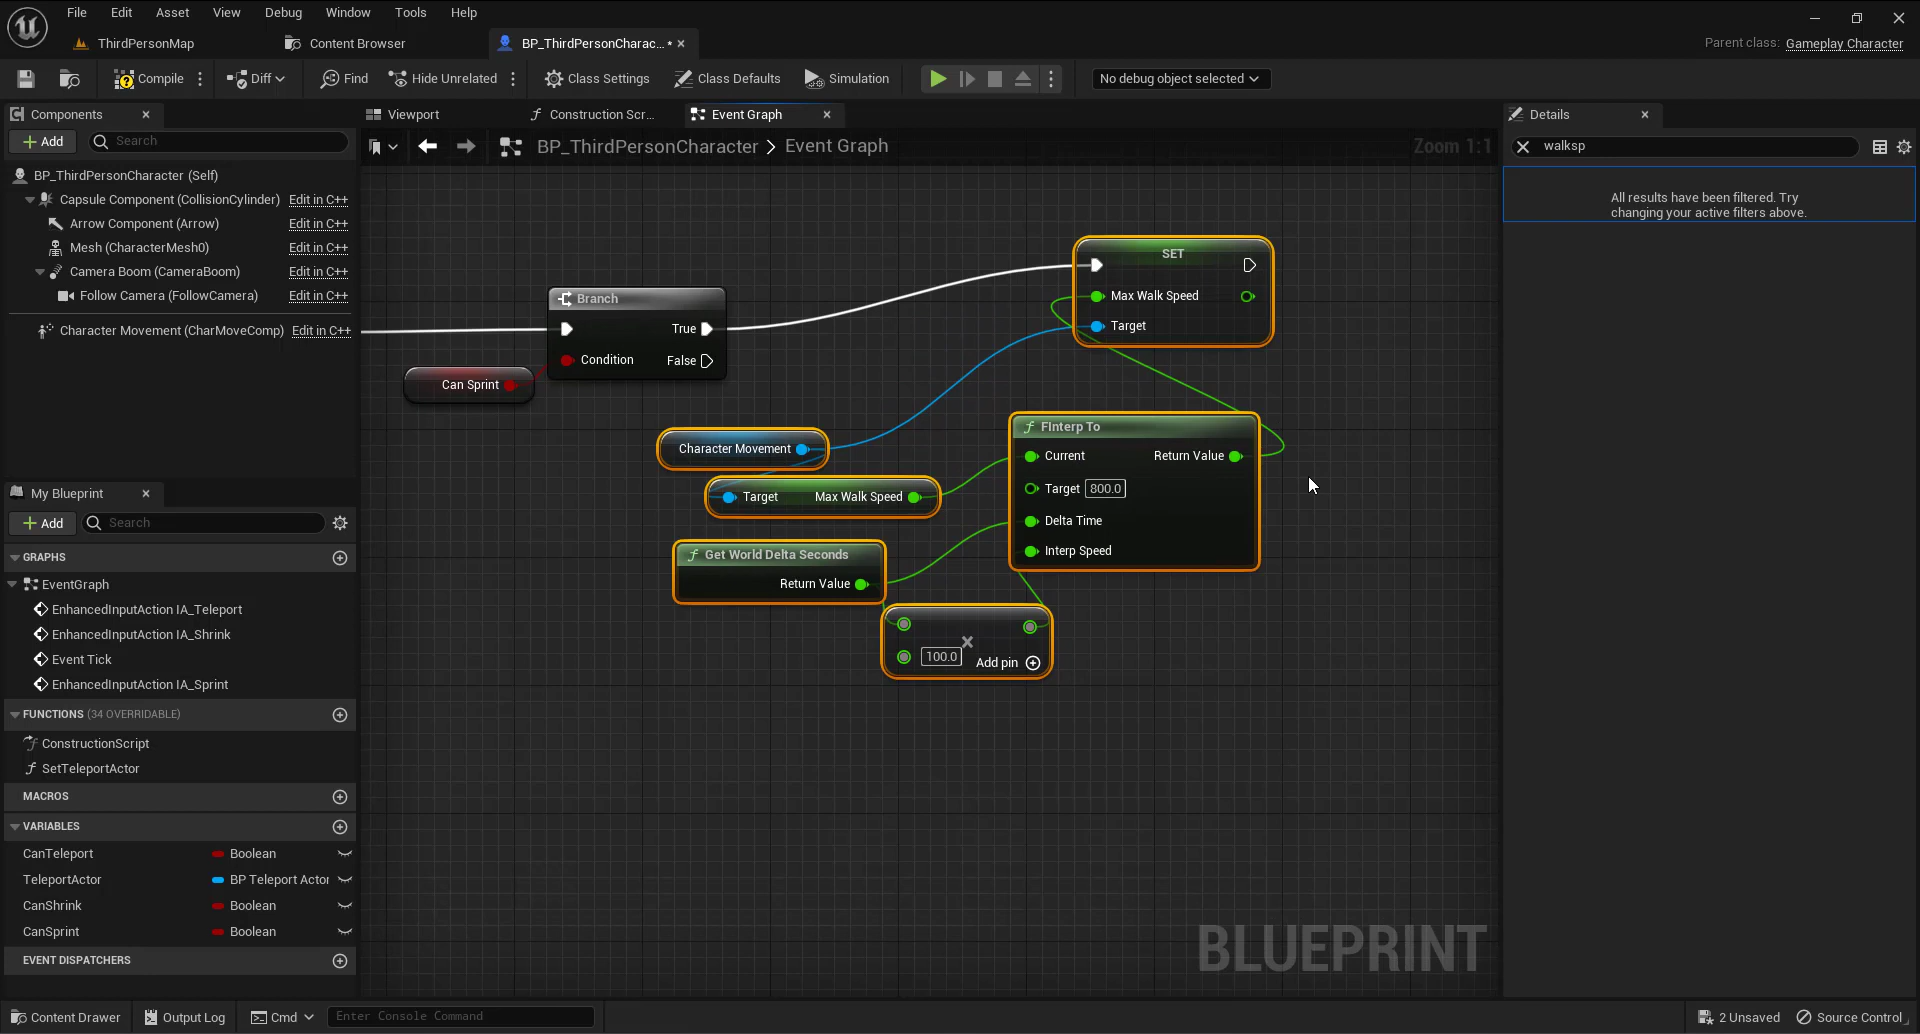 File Edit Asset View Debug Window Tools Help
ThirdPersonMap Content Browser BP_ThirdPersonCharac... •
Parent class: Gameplay Character
Compile Diff Find Hide Unrelated Class Settings Class Defaults Simulation No debug object selected
Components
Add Search
BP_ThirdPersonCharacter (Self)
Capsule Component (CollisionCylinder) Edit in C++
Arrow Component (Arrow) Edit in C++
Mesh (CharacterMesh0) Edit in C++
Camera Boom (CameraBoom) Edit in C++
Follow Camera (FollowCamera) Edit in C++
Character Movement (CharMoveComp) Edit in C++
My Blueprint
Add Search
GRAPHS
EventGraph
EnhancedInputAction IA_Teleport
EnhancedInputAction IA_Shrink
Event Tick
EnhancedInputAction IA_Sprint
FUNCTIONS (34 OVERRIDABLE)
ConstructionScript
SetTeleportActor
MACROS
VARIABLES
CanTeleport Boolean
TeleportActor BP Teleport Actor
CanShrink Boolean
CanSprint Boolean
EVENT DISPATCHERS
Viewport f Construction Scr... Event Graph
BP_ThirdPersonCharacter > Event Graph
Zoom 1:1
SET
Max Walk Speed
Target
Branch
True
Condition False
Can Sprint
Character Movement
Target Max Walk Speed
f Get World Delta Seconds
Return Value
f FInterp To
Current Return Value
Target 800.0
Delta Time
Interp Speed
100.0
Add pin
BLUEPRINT
Details
walksp
All results have been filtered. Try
changing your active filters above.
Content Drawer Output Log Cmd Enter Console Command 2 Unsaved Source Control